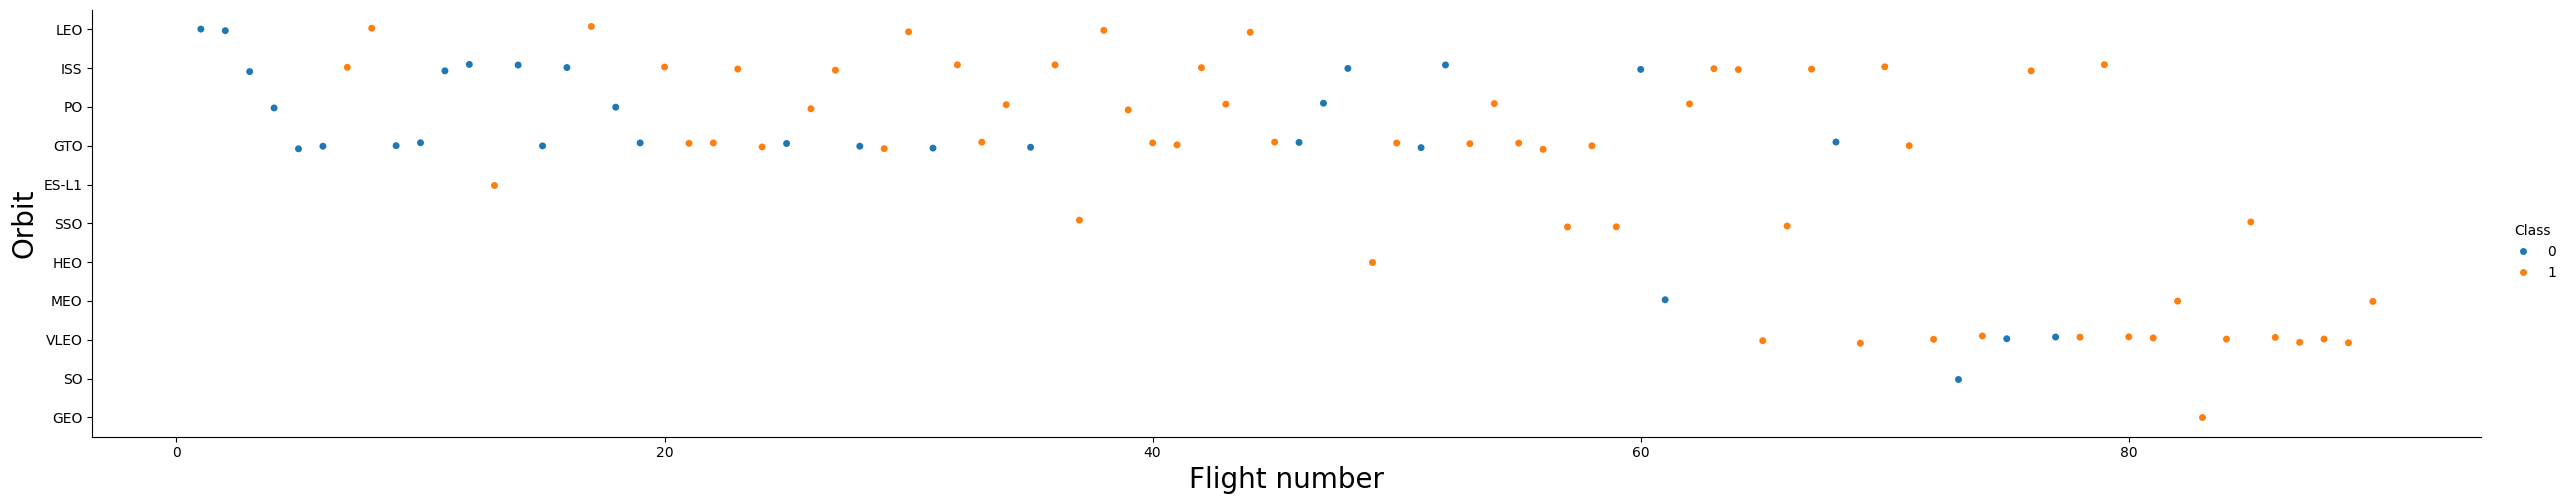 LEO
ISS
PO
GTO
ES-L1
SSO
HEO
MEO
VLEO
SO
GEO
Orbit
0 20 40 60 80
Flight number
Class
0
1